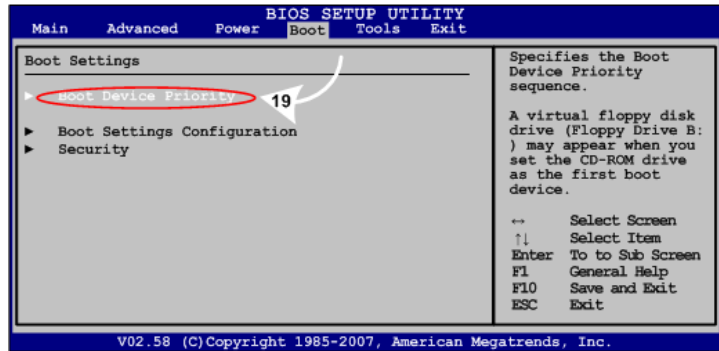 BIOS SETUP UTILITY
Main Advanced Power Boot Tools Exit
Boot Settings
► Boot Device Priority
19
► Boot Settings Configuration
► Security
Specifies the Boot
Device Priority
sequence.
A virtual floppy disk
drive (Floppy Drive B:
) may appear when you
set the CD-ROM drive
as the first boot
device.
↔ Select Screen
↑↓ Select Item
Enter To to Sub Screen
F1 General Help
F10 Save and Exit
ESC Exit
V02.58 (C)Copyright 1985-2007, American Megatrends, Inc.